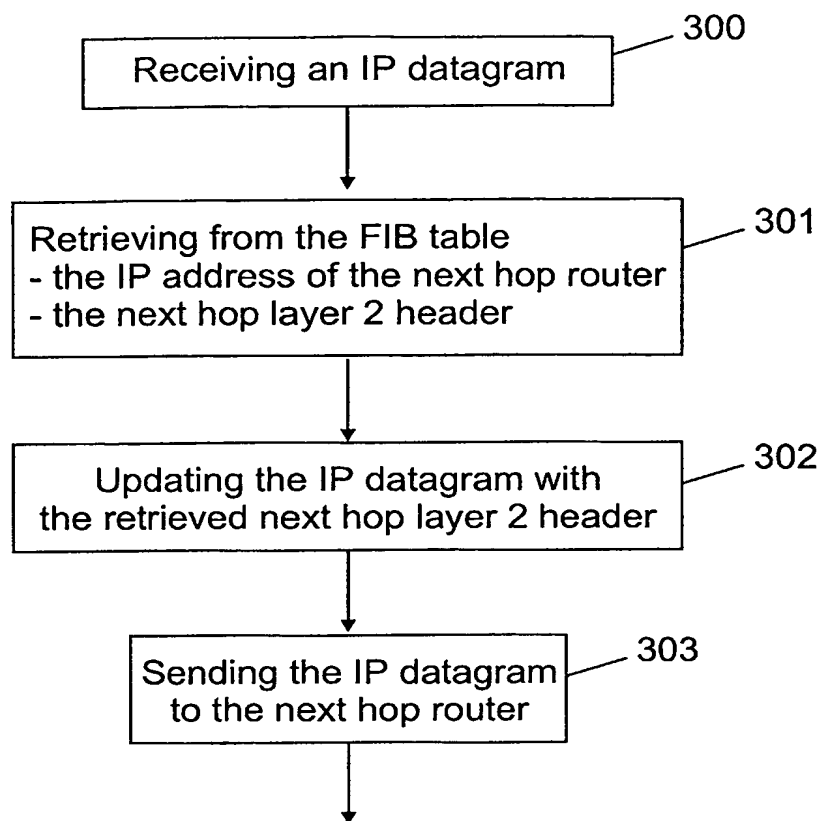 300
Receiving an IP datagram
301
Retrieving from the FIB table
- the IP address of the next hop router
- the next hop layer 2 header
302
Updating the IP datagram with
the retrieved next hop layer 2 header
303
Sending the IP datagram
to the next hop router